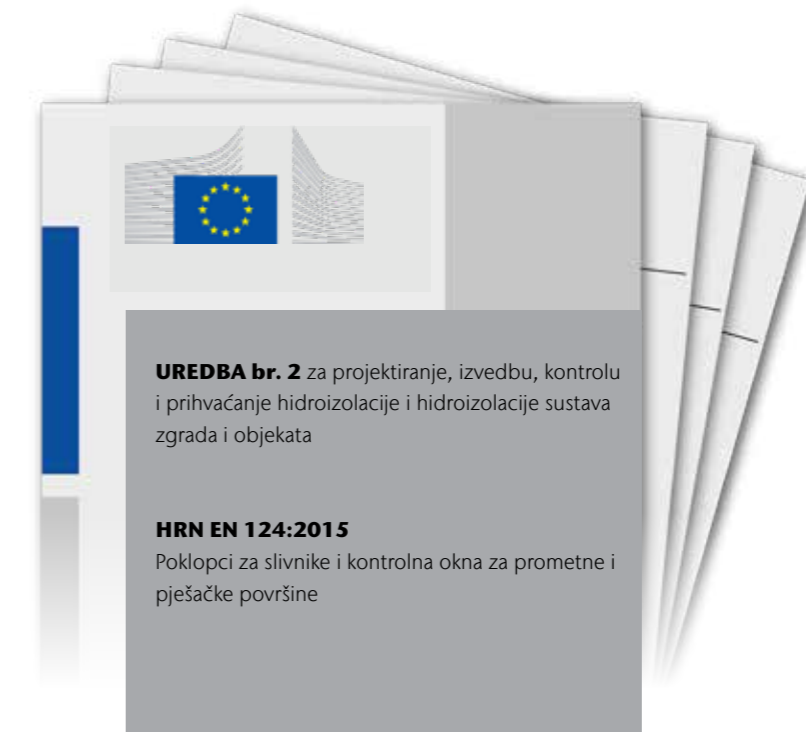 UREDBA br. 2 za projektiranje, izvedbu, kontrolu
i prihvaćanje hidroizolacije i hidroizolacije sustava
zgrada i objekata
HRN EN 124:2015
Poklopci za slivnike i kontrolna okna za prometne i
pješačke površine